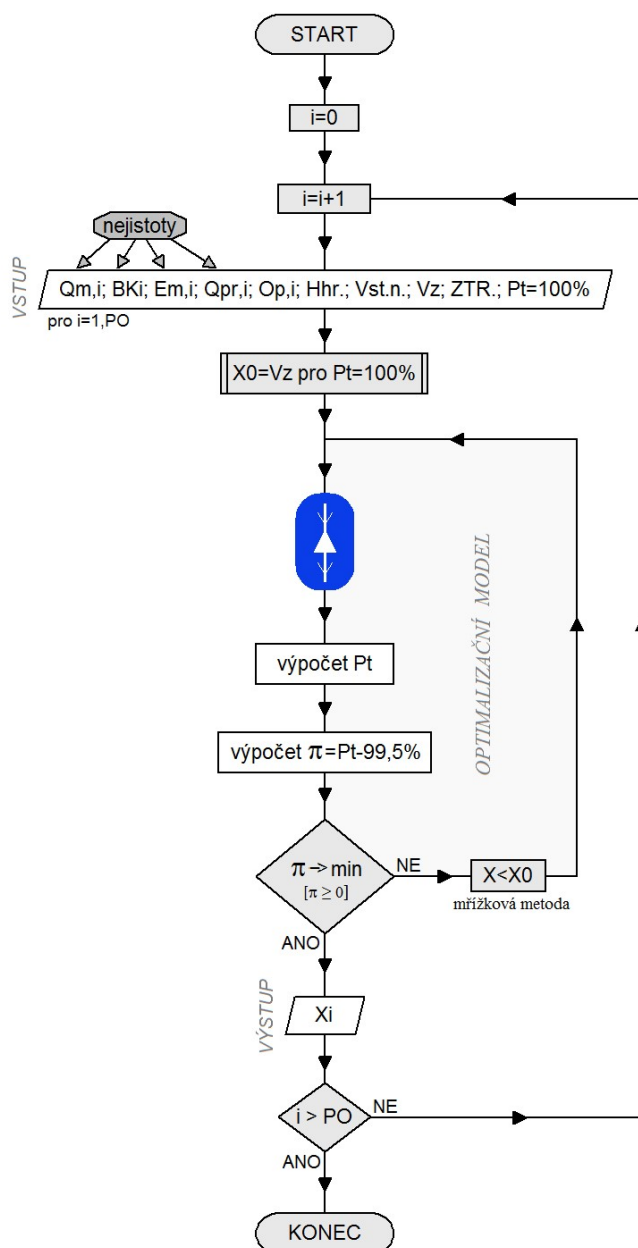 START
i=0
i=i+1
nejistoty
VSTUP
Qm,i; BKi; Em,i; Qpr,i; Op,i; Hhr.; Vst.n.; Vz; ZTR.; Pt=100%
pro i=1,PO
X0=Vz pro Pt=100%
OPTIMALIZAČNÍ MODEL
výpočet Pt
výpočet π=Pt-99,5%
π→min
[π ≥ 0]
NE
X<X0
mřížková metoda
ANO
VÝSTUP
Xi
i > PO
NE
ANO
KONEC